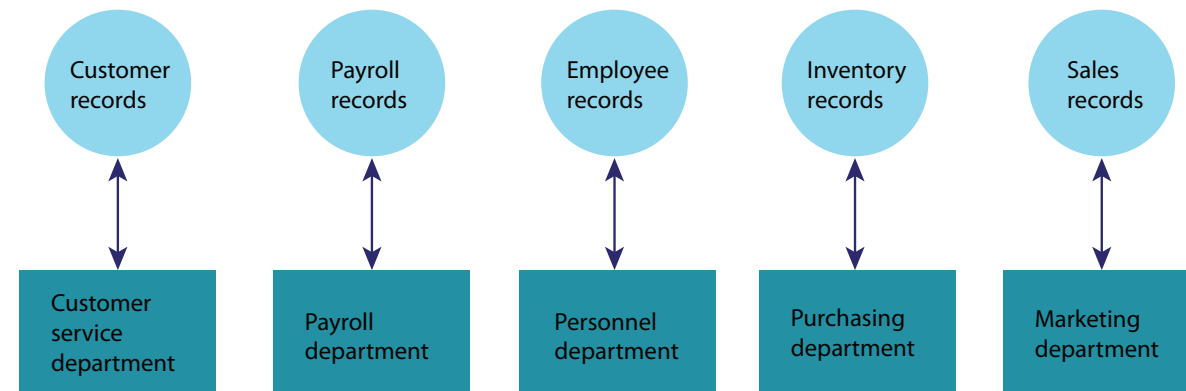 Customer
records
Payroll
records
Employee
records
Inventory
records
Sales
records
Customer
service
department
Payroll
department
Personnel
department
Purchasing
department
Marketing
department